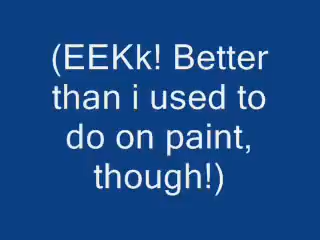 (EEKk! Better
than i used to
do on paint,
though!)